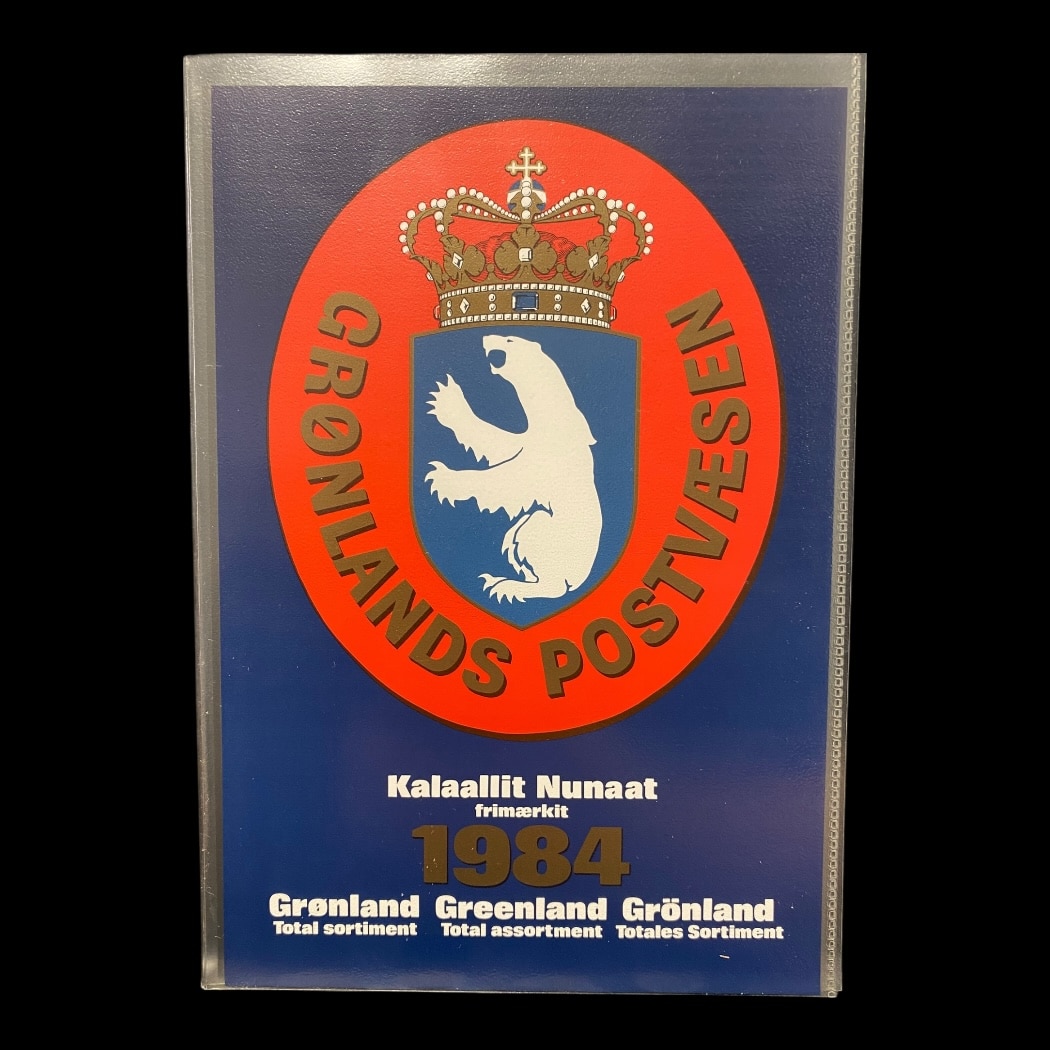 GRØNLANDS POSTVÆSEN
Kalaallit Nunaat
frimærkit
1984
Grønland Greenland Grönland
Total sortiment Total assortment Totales Sortiment